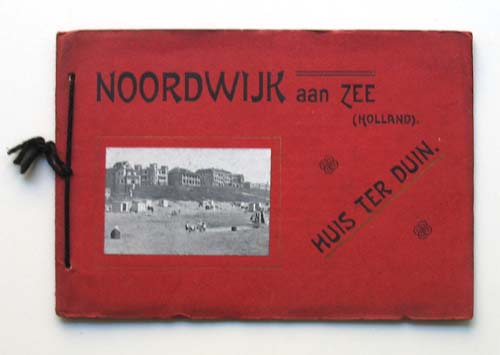 NOORDWIJK aan ZEE
(HOLLAND).
HUIS TER DUIN.